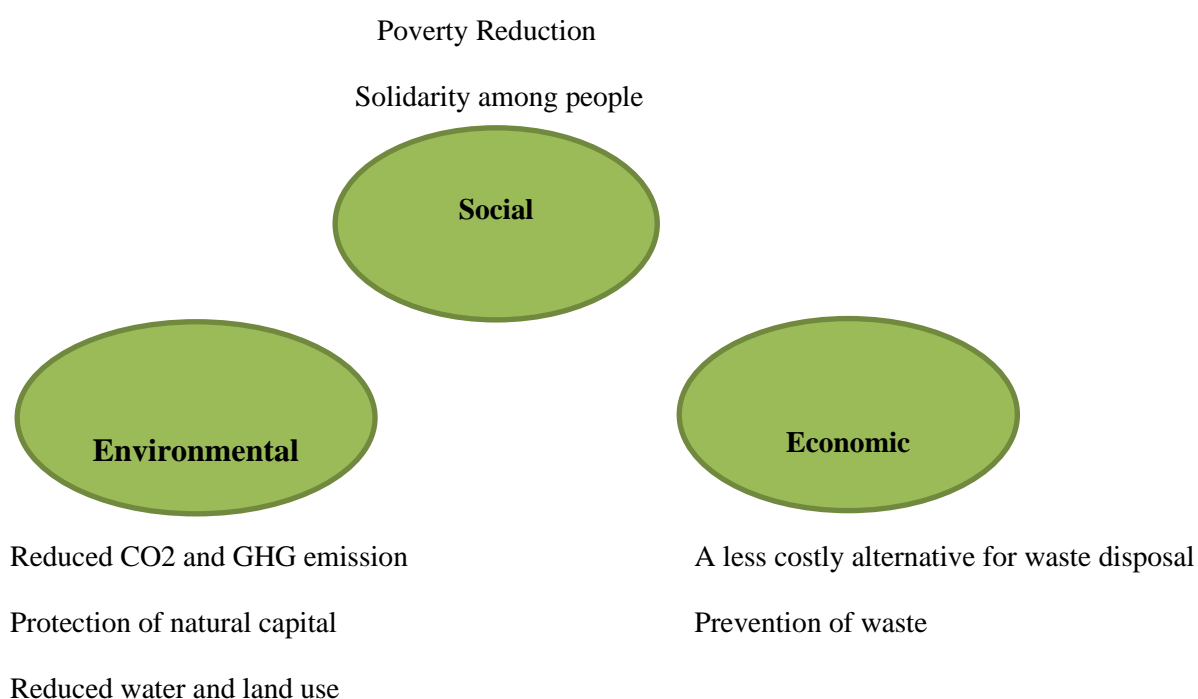 Poverty Reduction
Solidarity among people
Social
Environmental
Economic
Reduced CO2 and GHG emission
Protection of natural capital
Reduced water and land use
A less costly alternative for waste disposal
Prevention of waste